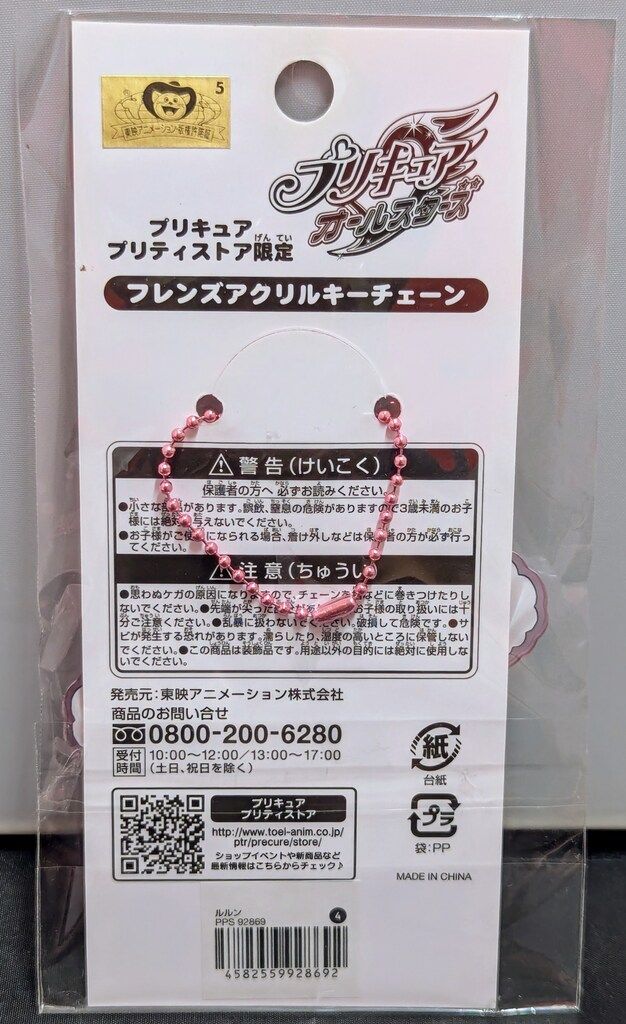 5
東映アニメーション版権許諾証
プリキュア
オールスターズ
プリキュア
プリティストア限定
げんてい
フレンズアクリルキーチェーン
警告(けいこく)
保護者の方へ 必ずお読みください。
●小さな部品があります。誤飲、窒息の危険がありますので3歳未満のお子
様には絶対与えないでください。
●お子様がご使用になられる場合、着け外しなどは保護者の方が必ず行っ
てください。
注意(ちゅうい)
●思わぬケガの原因になりますので、チェーンを などに巻きつけたりし
ないでください。●先端が尖った お子様の取り扱いには十
分ご注意ください。●乱暴に扱わないでください。破損して危険です。●サ
ビが発生する恐れがあります。濡らしたり、湿度の高いところに保管しない
でください。●この商品は装飾品です。用途以外の目的には絶対に使用しな
いでください。
発売元:東映アニメーション株式会社
商品のお問い合せ
0800-200-6280
受付時間 10:00~12:00/13:00~17:00
(土日、祝日を除く)
紙
台紙
プラ
袋:PP
プリキュア
プリティストア
http://www.toei-anim.co.jp/
ptr/precure/store/
ショップイベントや新商品など
最新情報はこちらからチェック♪
MADE IN CHINA
ルルン
PPS 92869
4
4582559928692